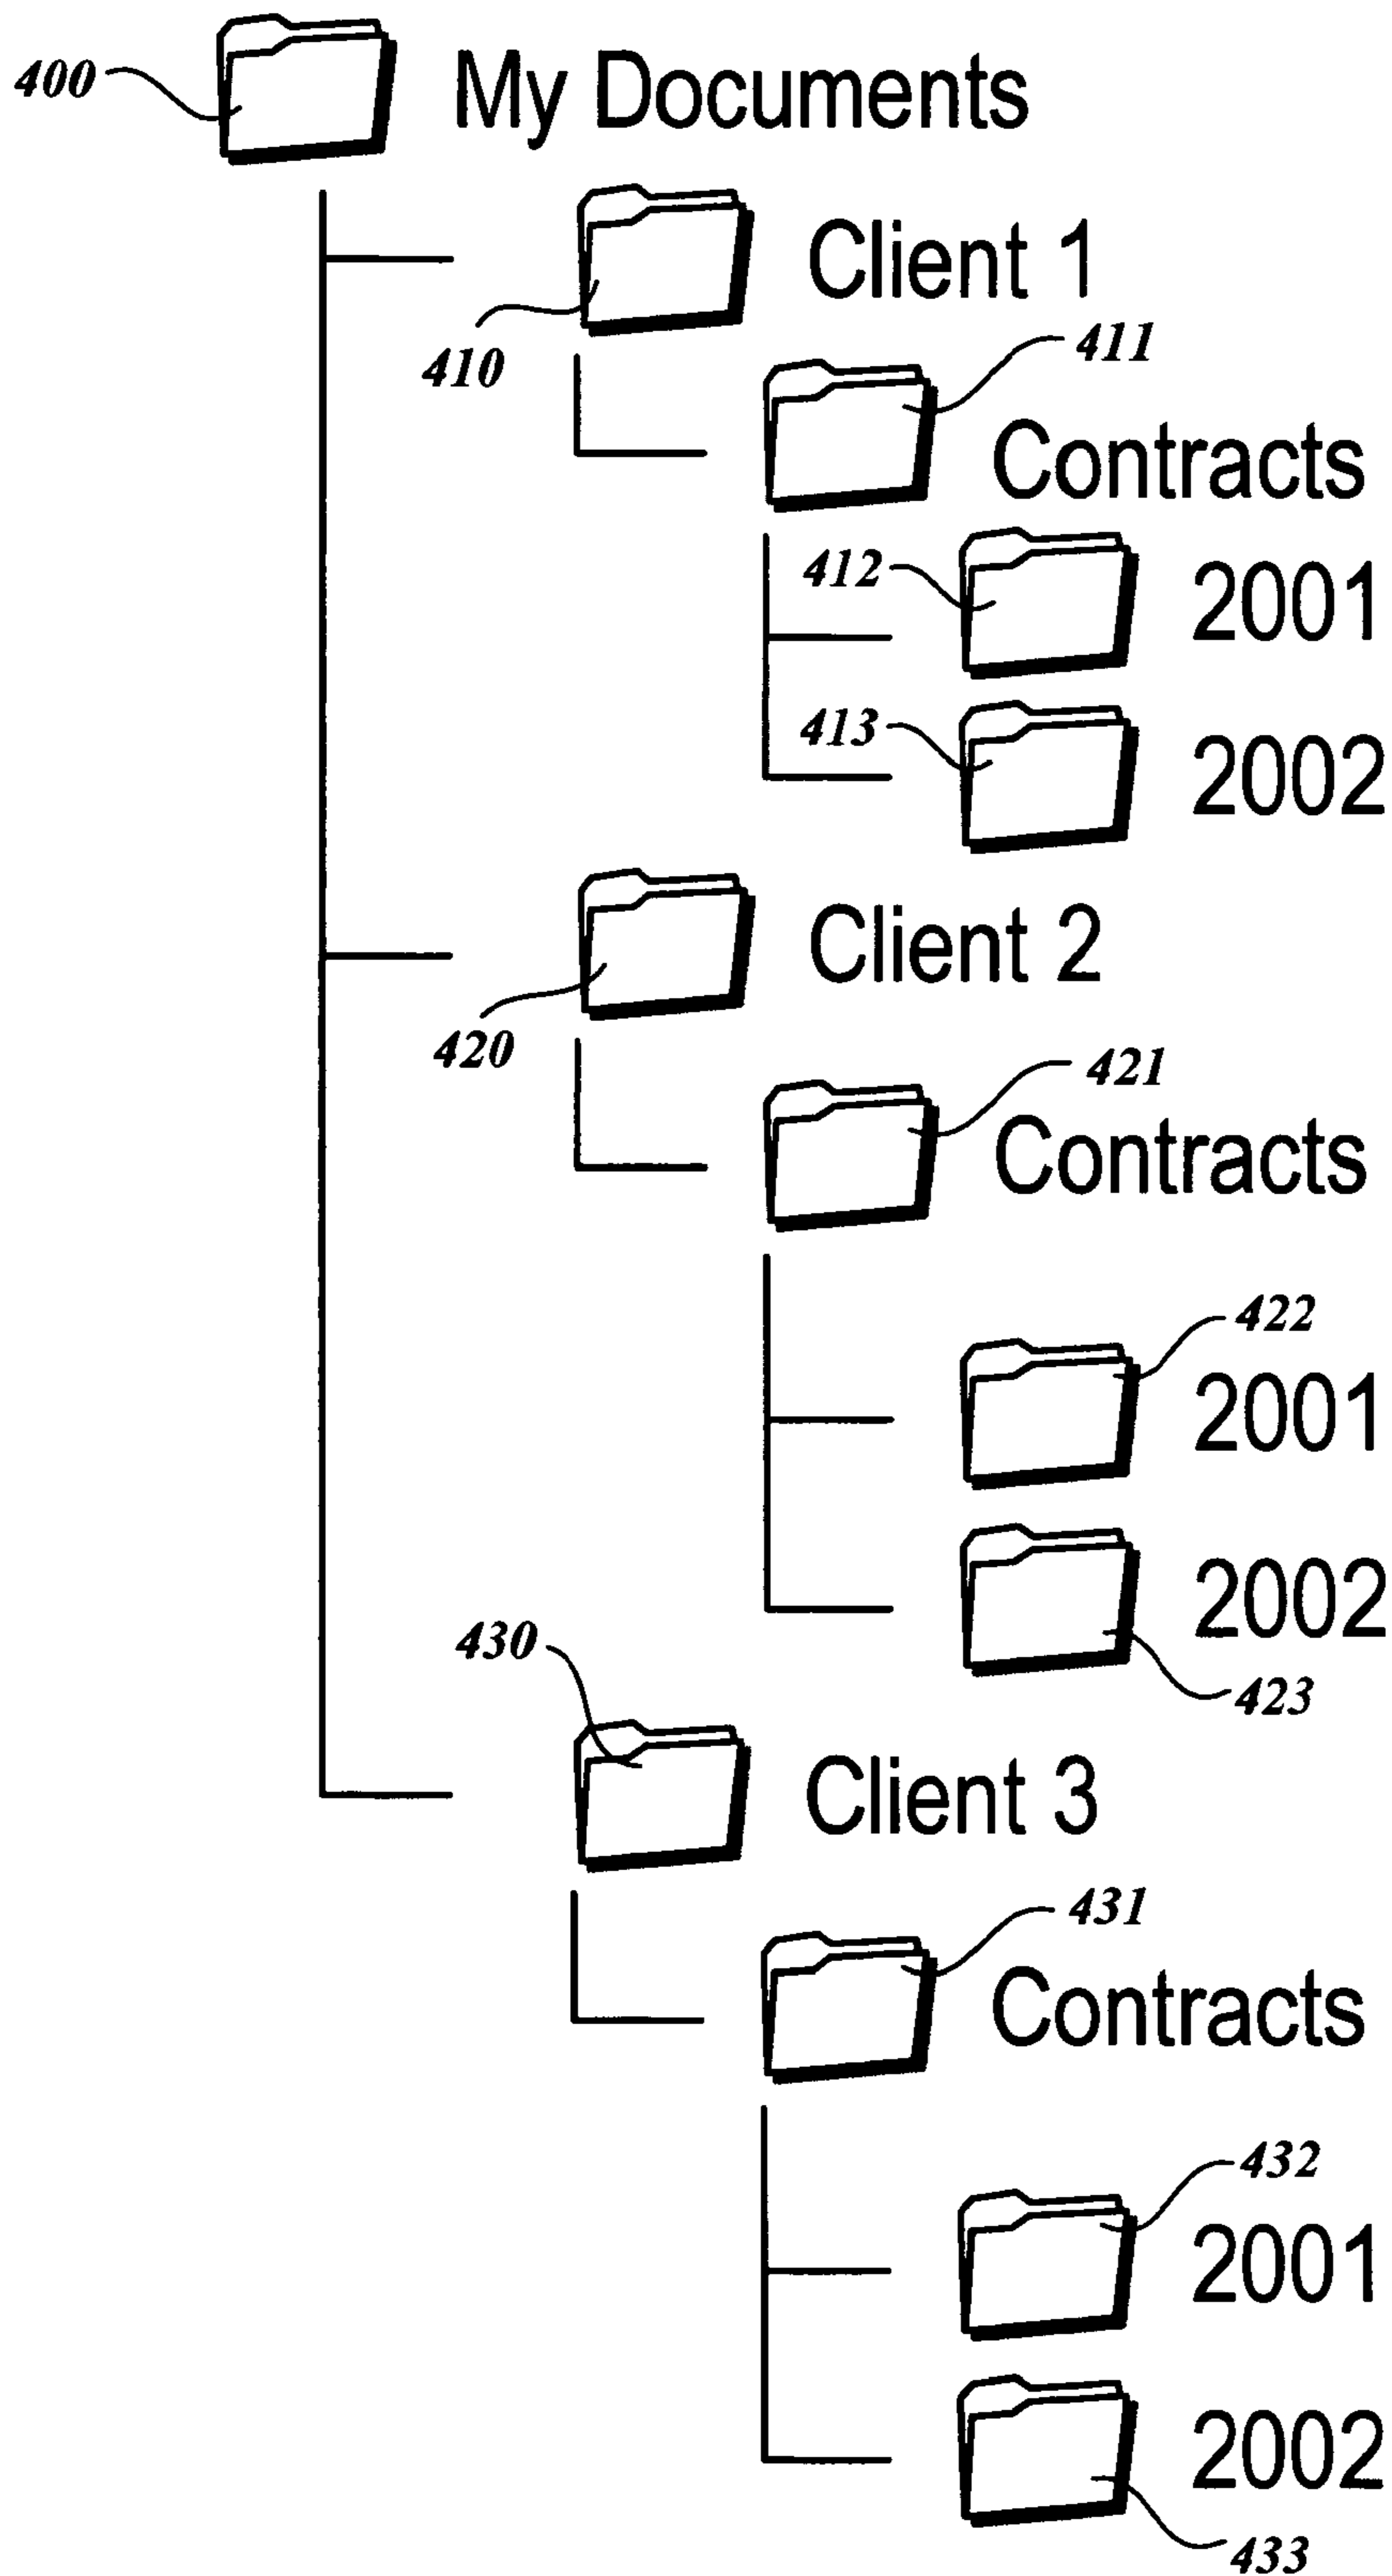 400 My Documents
Client 1
410
411
Contracts
412 2001
413 2002
Client 2
420
421
Contracts
422
2001
2002
423
430
Client 3
431
Contracts
432
2001
2002
433